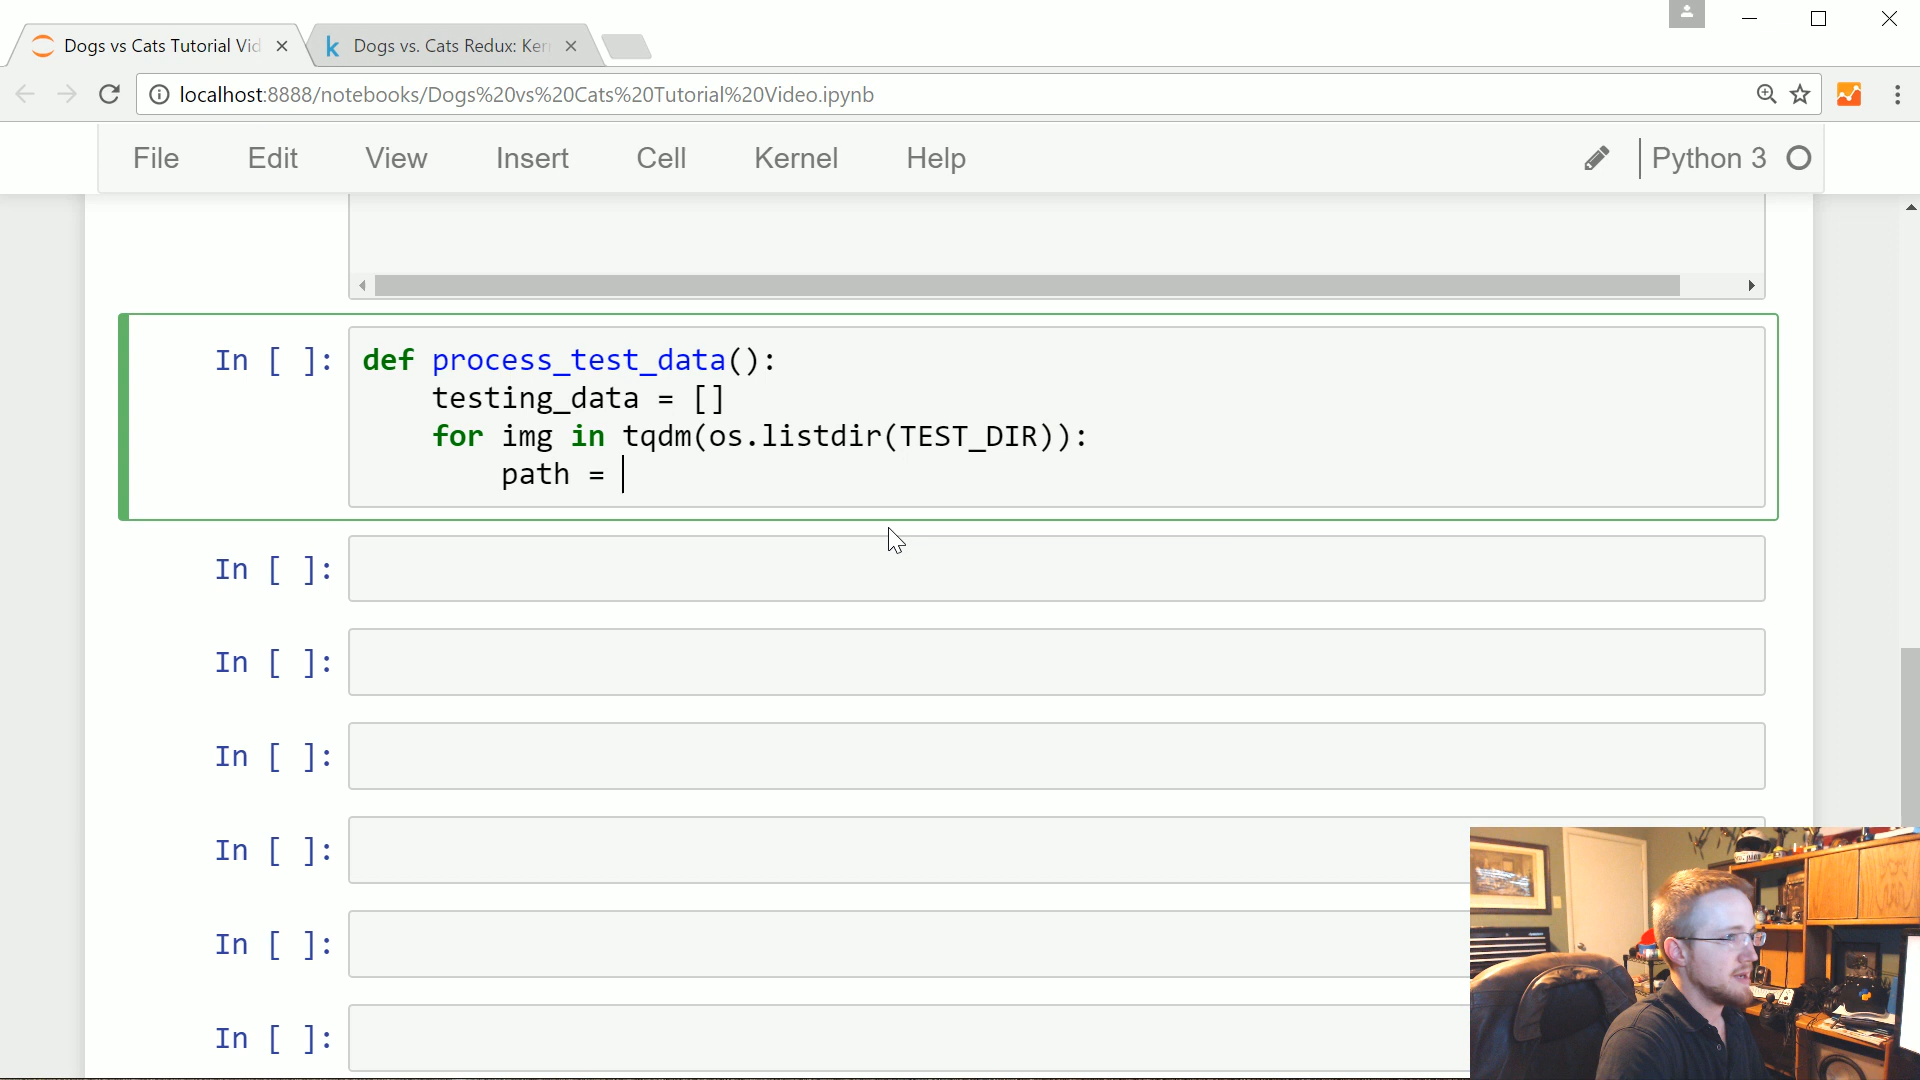 Dogs vs Cats Tutorial Vid
Dogs vs. Cats Redux: Ker
localhost:8888/notebooks/Dogs%20vs%20Cats%20Tutorial%20Video.ipynb
File Edit View Insert Cell Kernel Help Python 3
In [ ]: def process_test_data():
testing_data = []
for img in tqdm(os.listdir(TEST_DIR)):
path =
In [ ]:
In [ ]:
In [ ]:
In [ ]:
In [ ]:
In [ ]: